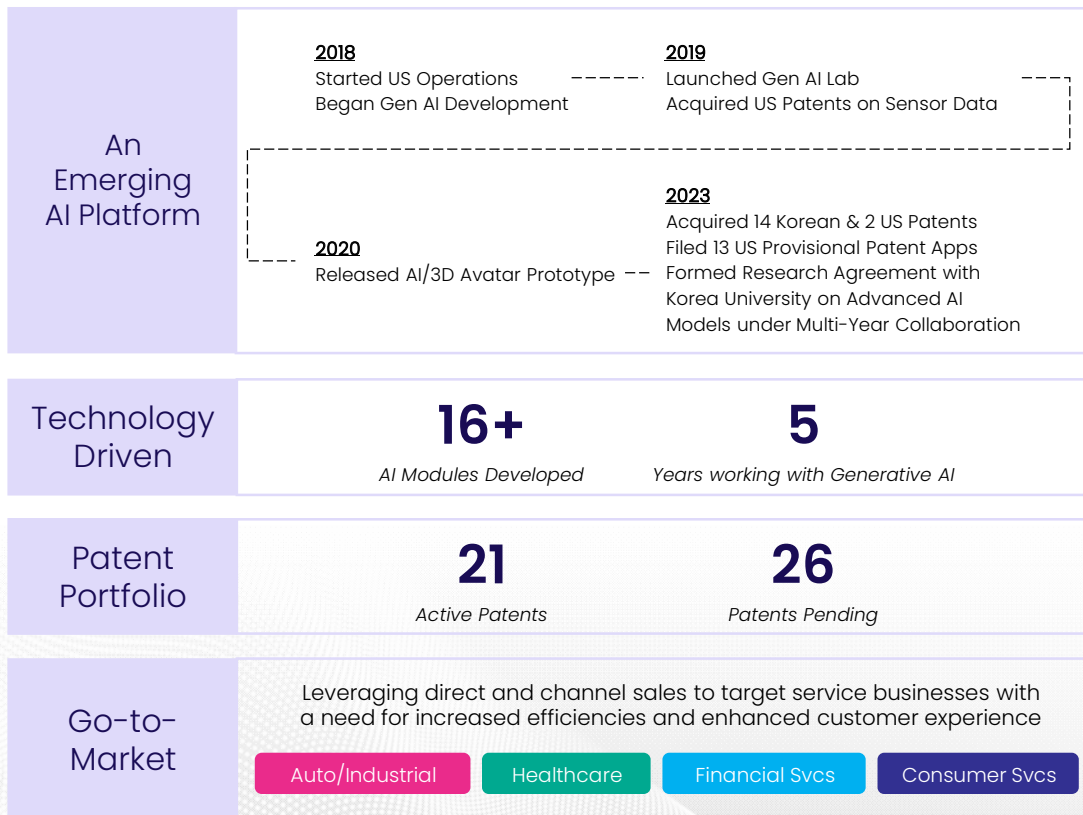 An
Emerging
AI Platform
2018
Started US Operations
Began Gen AI Development
2019
Launched Gen AI Lab
Acquired US Patents on Sensor Data
2020
Released AI/3D Avatar Prototype
2023
Acquired 14 Korean & 2 US Patents
Filed 13 US Provisional Patent Apps
Formed Research Agreement with
Korea University on Advanced AI
Models under Multi-Year Collaboration
Technology
Driven
16+
AI Modules Developed
5
Years working with Generative AI
Patent
Portfolio
21
Active Patents
26
Patents Pending
Go-to-
Market
Leveraging direct and channel sales to target service businesses with
a need for increased efficiencies and enhanced customer experience
Auto/Industrial
Healthcare
Financial Svcs
Consumer Svcs